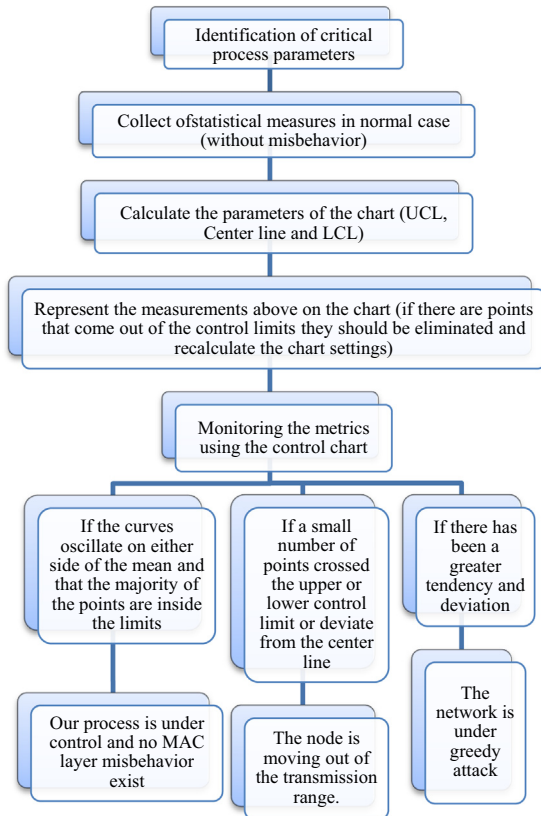 Identification of critical
process parameters
Collect ofstatistical measures in normal case
(without misbehavior)
Calculate the parameters of the chart (UCL,
Center line and LCL)
Represent the measurements above on the chart (if there are points
that come out of the control limits they should be eliminated and
recalculate the chart settings)
Monitoring the metrics
using the control chart
If the curves
oscillate on either
side of the mean and
that the majority of
the points are inside
the limits
If a small
number of
points crossed
the upper or
lower control
limit or deviate
from the center
line
If there has
been a
greater
tendency and
deviation
Our process is under
control and no MAC
layer misbehavior
exist
The node is
moving out of
the transmission
range.
The
network is
under
greedy
attack